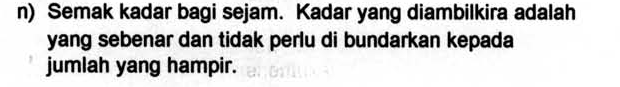 n) Semak kadar bagi sejam. Kadar yang diambilkira adalah
yang sebenar dan tidak perlu di bundarkan kepada
jumlah yang hampir.